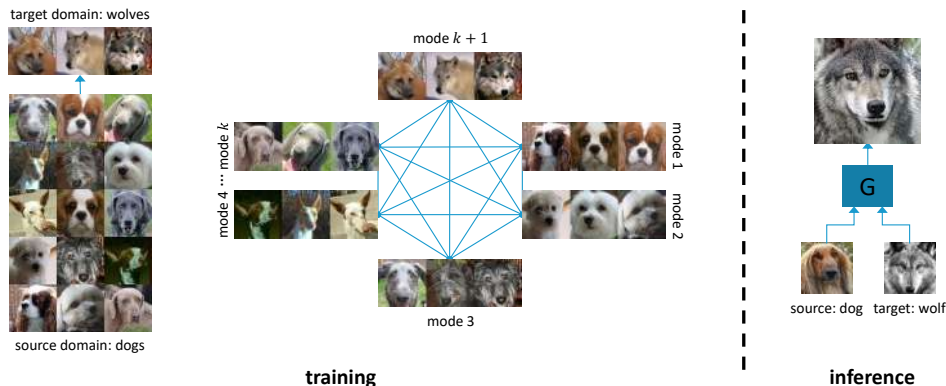 target domain: wolves
source domain: dogs
mode k + 1
mode 1
mode 2
mode 3
mode 4 ... mode k
training
G
source: dog
target: wolf
inference